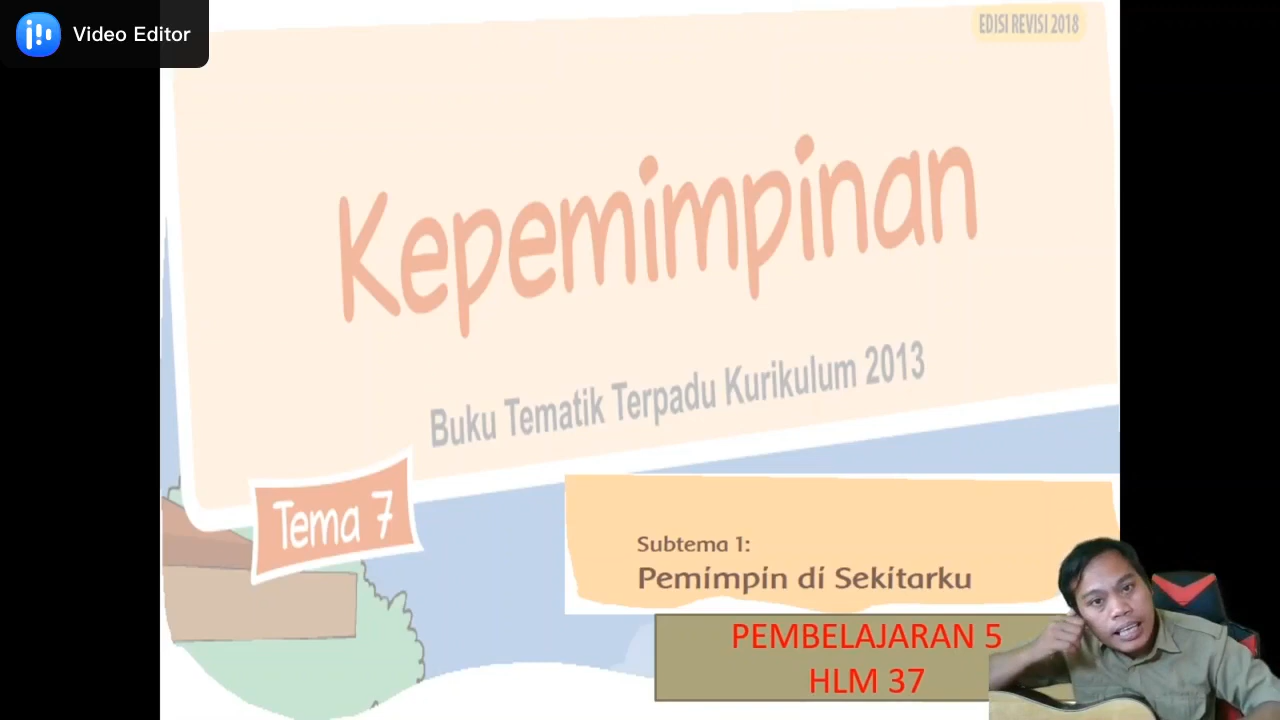 Video Editor
EDISI REVISI 2018
Kepemimpinan
Buku Tematik Terpadu Kurikulum 2013
Tema 7
Subtema 1:
Pemimpin di Sekitarku
PEMBELAJARAN 5
HLM 37